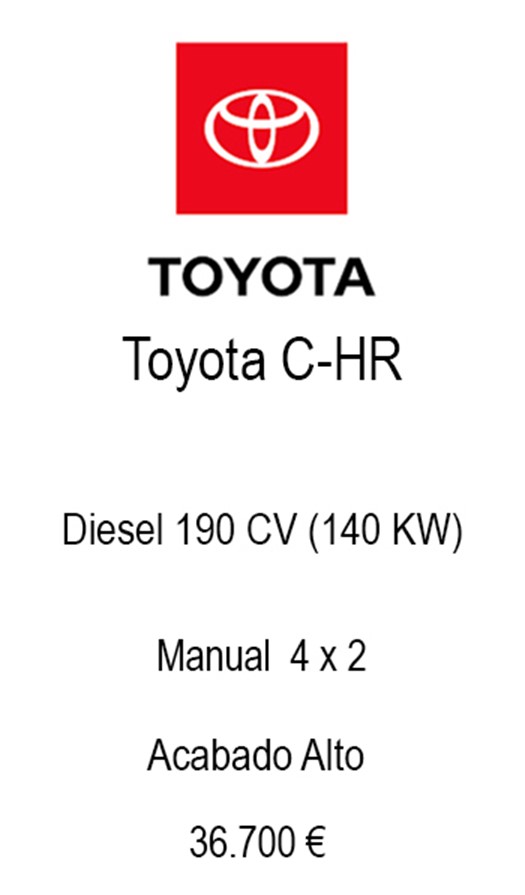 TOYOTA
Toyota C-HR
Diesel 190 CV (140 KW)
Manual 4 x 2
Acabado Alto
36.700 €